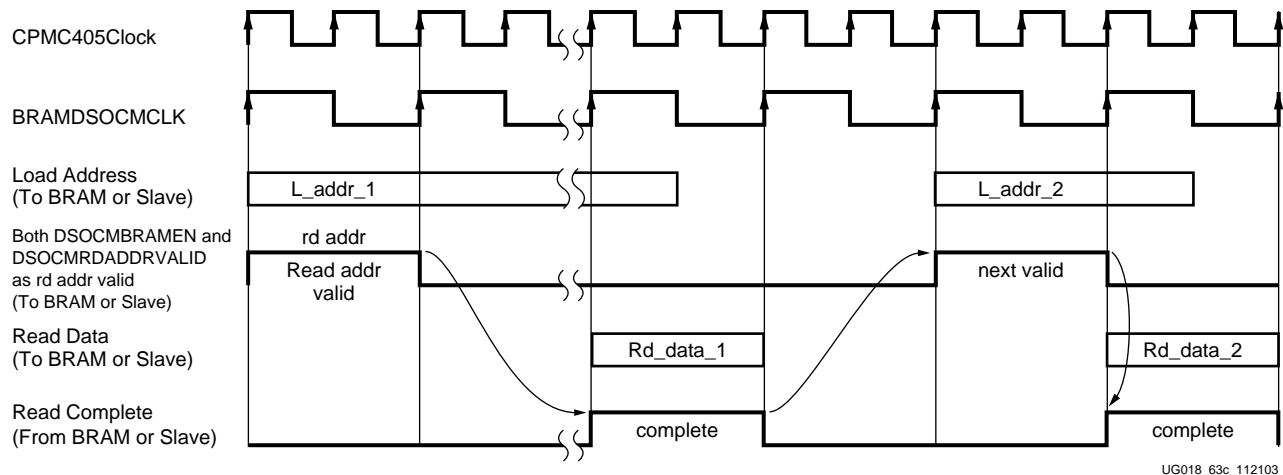 CPMC405Clock
BRAMDSOCMCLK
Load Address
(To BRAM or Slave)
L_addr_1
L_addr_2
Both DSOCMBRAMEN and
DSOCMRDADDRVALID
as rd addr valid
(To BRAM or Slave)
rd addr
Read addr
valid
next valid
Read Data
(To BRAM or Slave)
Rd_data_1
Rd_data_2
Read Complete
(From BRAM or Slave)
complete
complete
UG018_63c_112103